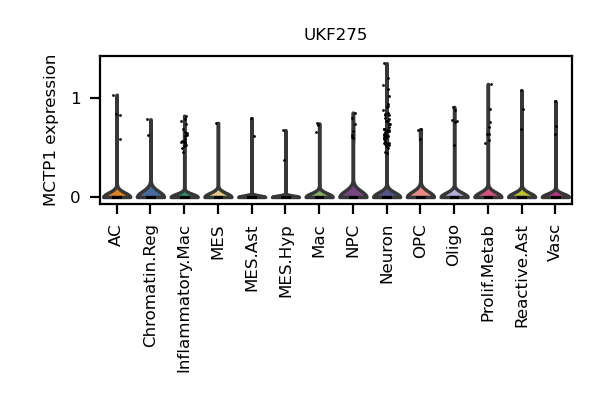 UKF275
MCTP1 expression
1
0
AC
Chromatin.Reg
Inflammatory.Mac
MES
MES.Ast
MES.Hyp
Mac
NPC
Neuron
OPC
Oligo
Prolif.Metab
Reactive.Ast
Vasc